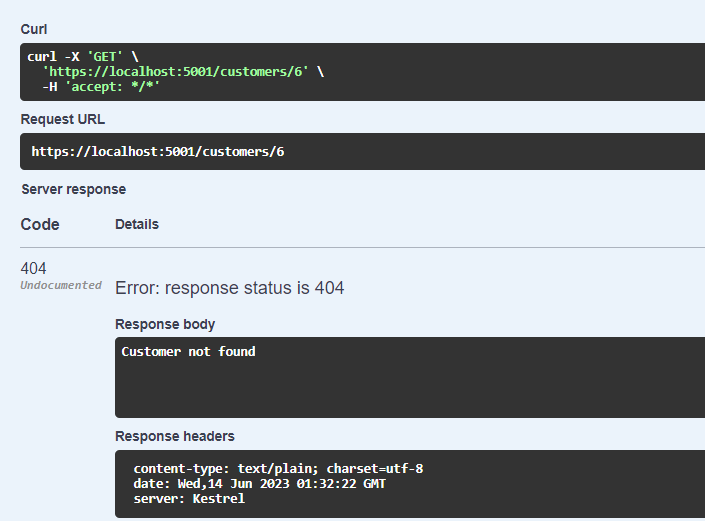 Curl
curl -X 'GET' \
'https://localhost:5001/customers/6' \
-H 'accept: */*'
Request URL
https://localhost:5001/customers/6
Server response
Code Details
404
Undocumented
Error: response status is 404
Response body
Customer not found
Response headers
content-type: text/plain; charset=utf-8
date: Wed,14 Jun 2023 01:32:22 GMT
server: Kestrel